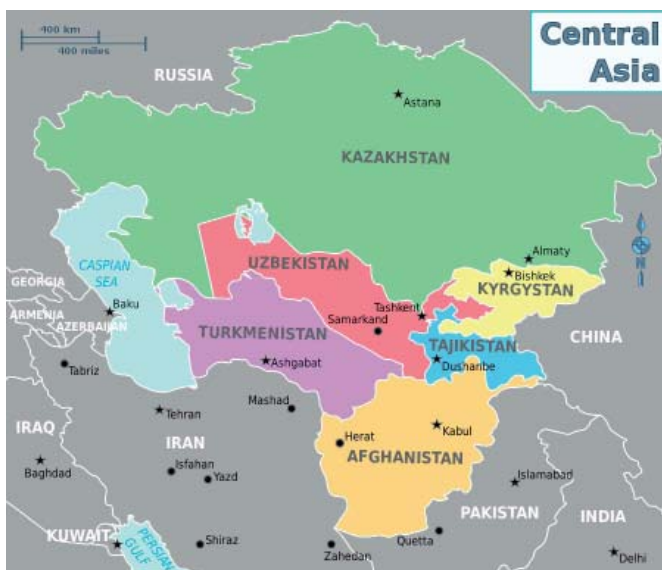 400 km
400 miles
Central
Asia
RUSSIA
Astana
KAZAKHSTAN
CASPIAN
SEA
UZBEKISTAN
Almaty
Bishkek
KYRGYSTAN
GEORGIA
ARMENJA
AZERBAIJAN
Baku
Tashkent
Samarkand
TURKMENISTAN
TAJIKISTAN
CHINA
Ashgabat
Dushanbe
Tabriz
Tehran
Mashad
Herat
Kabul
AFGHANISTAN
IRAQ
Baghdad
IRAN
Isfahan
Yazd
Islamabad
PAKISTAN
INDIA
KUWAIT
PERSIAN
GULF
Shiraz
Zahedan
Quetta
Delhi
N